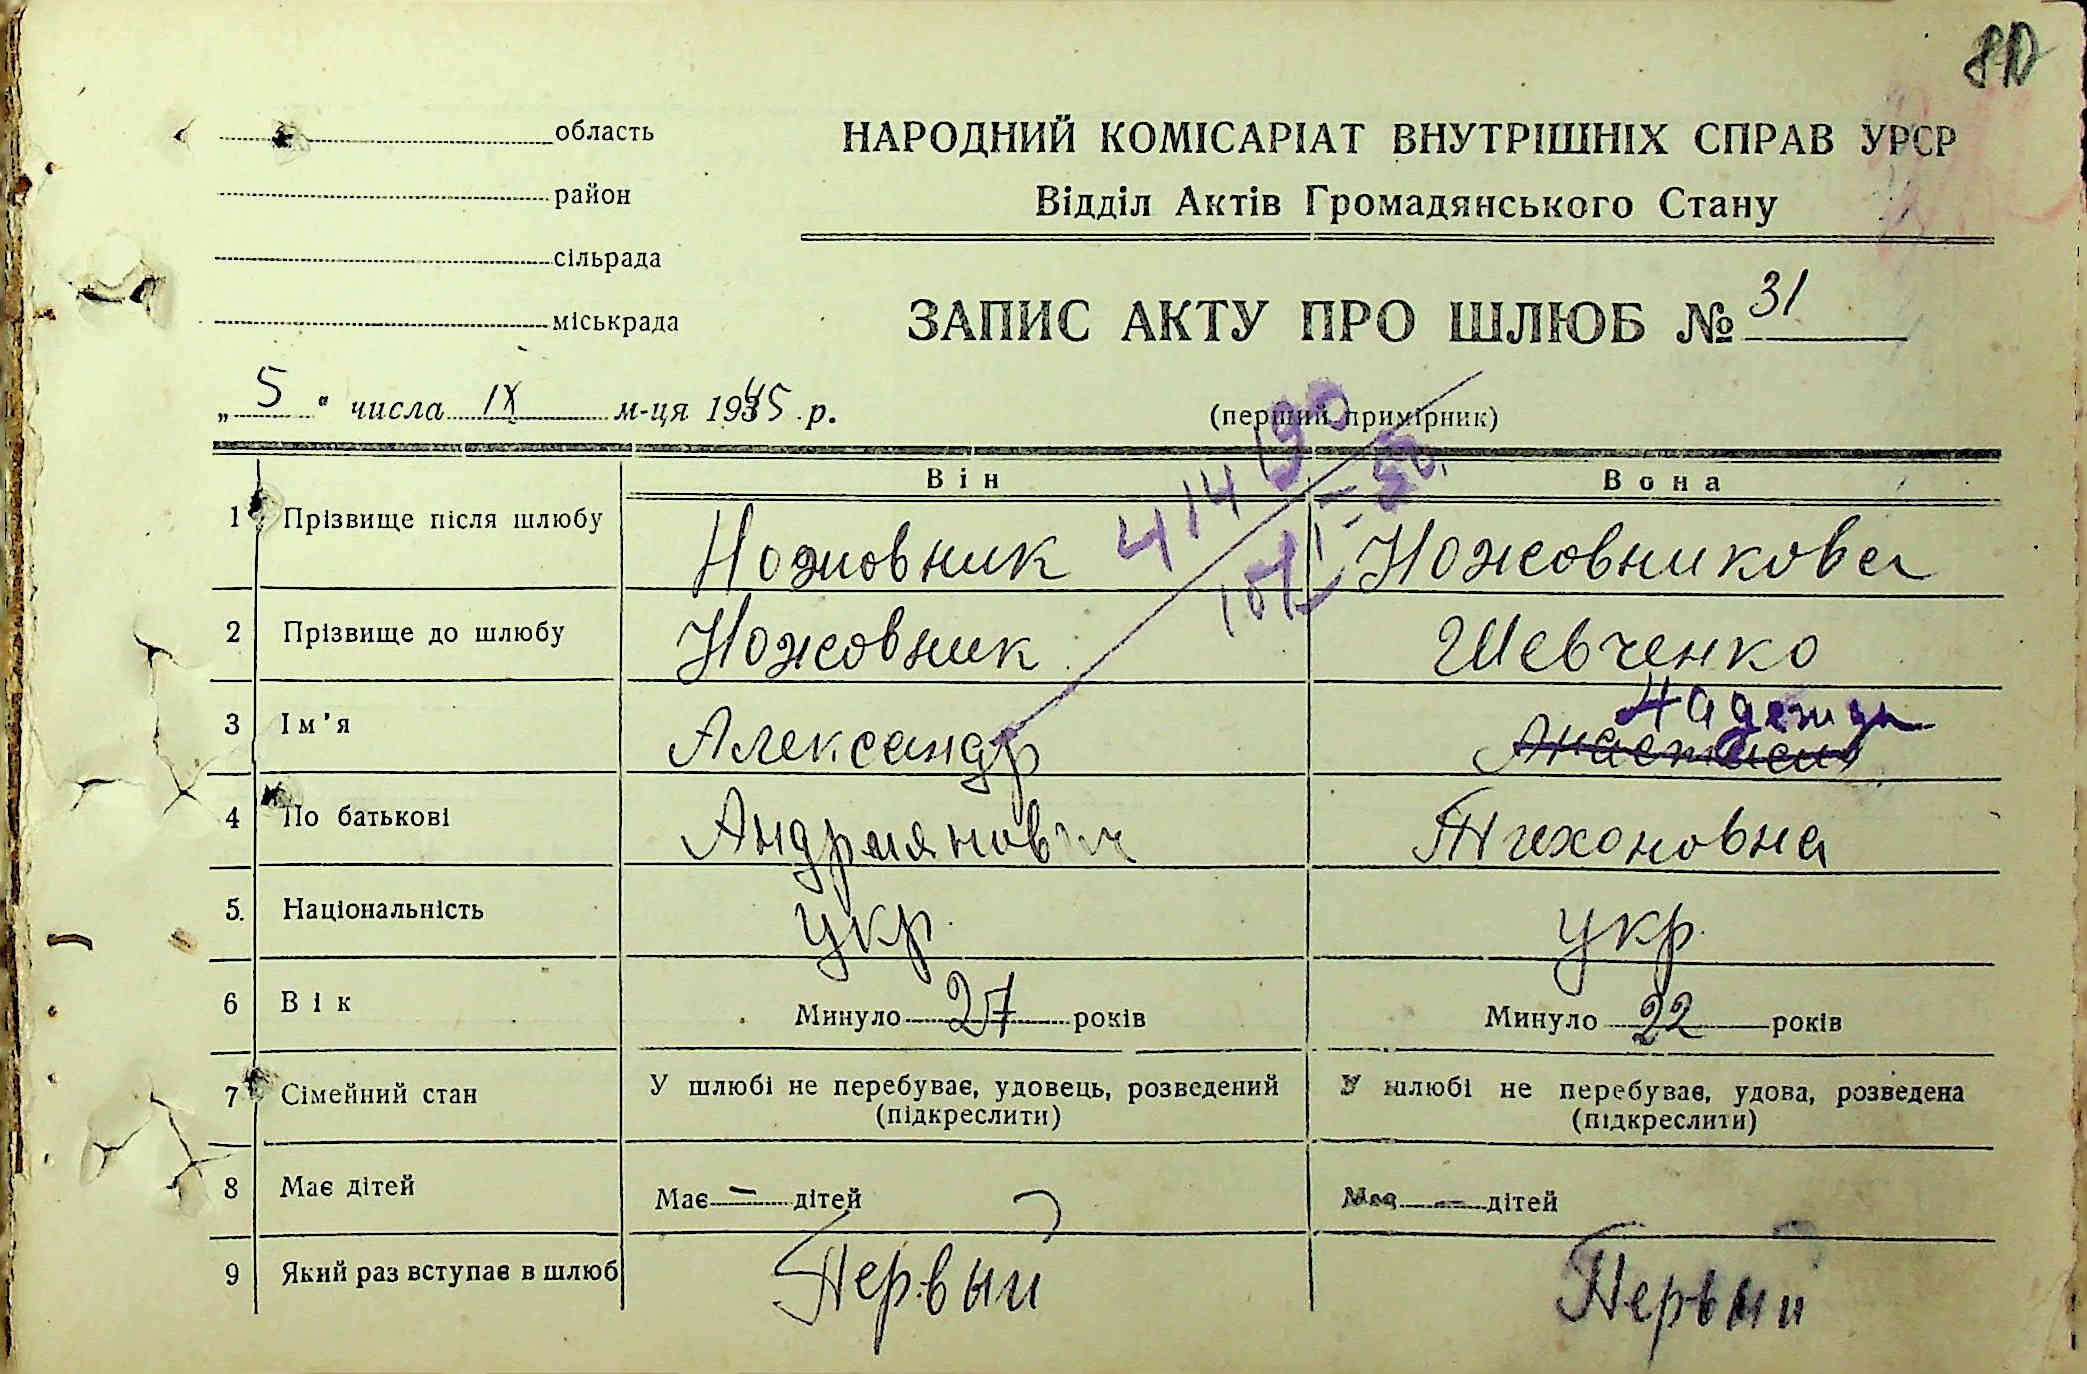 80
область
район
сільрада
міськрада
НАРОДНИЙ КОМІСАРІАТ ВНУТРІШНІХ СПРАВ УРСР
Відділ Актів Громадянського Стану
ЗАПИС АКТУ ПРО ШЛЮБ № 31
„ 5 " числа IX м-ця 1945 р.
(перший примірник)
414190
Він Вона
1 Прізвище після шлюбу Ножовник Ножовникова
2 Прізвище до шлюбу Ножовник Шевченко
Надежда
3 Ім'я Александр Анастасия
4 По батькові Андриянович Тихоновна
5. Національність укр. укр.
6 Вік Минуло 27 років Минуло 22 років
7 Сімейний стан У шлюбі не перебуває, удовець, розведений У шлюбі не перебуває, удова, розведена
(підкреслити) (підкреслити)
8 Має дітей Має – дітей Має – дітей
9 Який раз вступає в шлюб Первый Первый